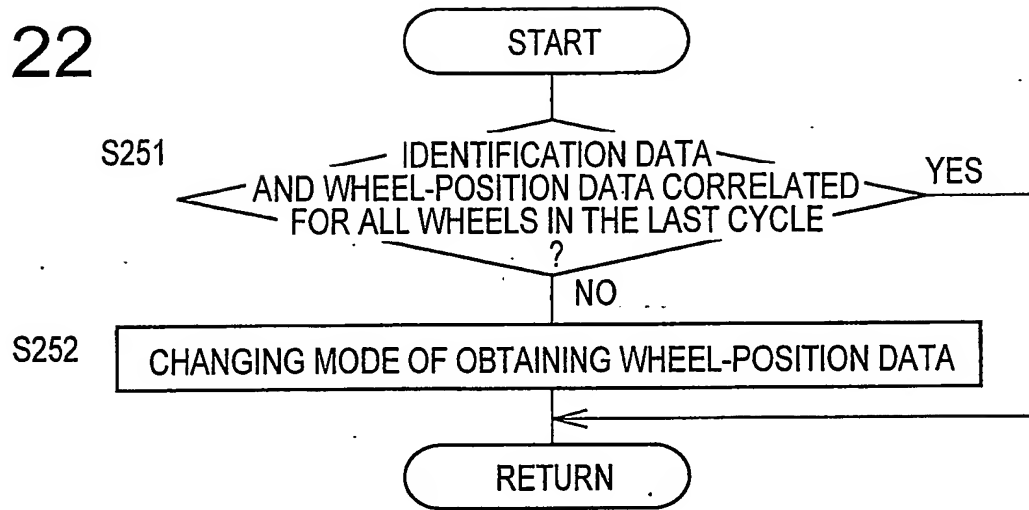 22
START
S251
IDENTIFICATION DATA
AND WHEEL-POSITION DATA CORRELATED
FOR ALL WHEELS IN THE LAST CYCLE
?
YES
NO
S252
CHANGING MODE OF OBTAINING WHEEL-POSITION DATA
RETURN